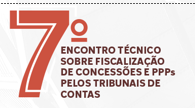 7º
ENCONTRO TÉCNICO
SOBRE FISCALIZAÇÃO
DE CONCESSÕES E PPPs
PELOS TRIBUNAIS DE
CONTAS